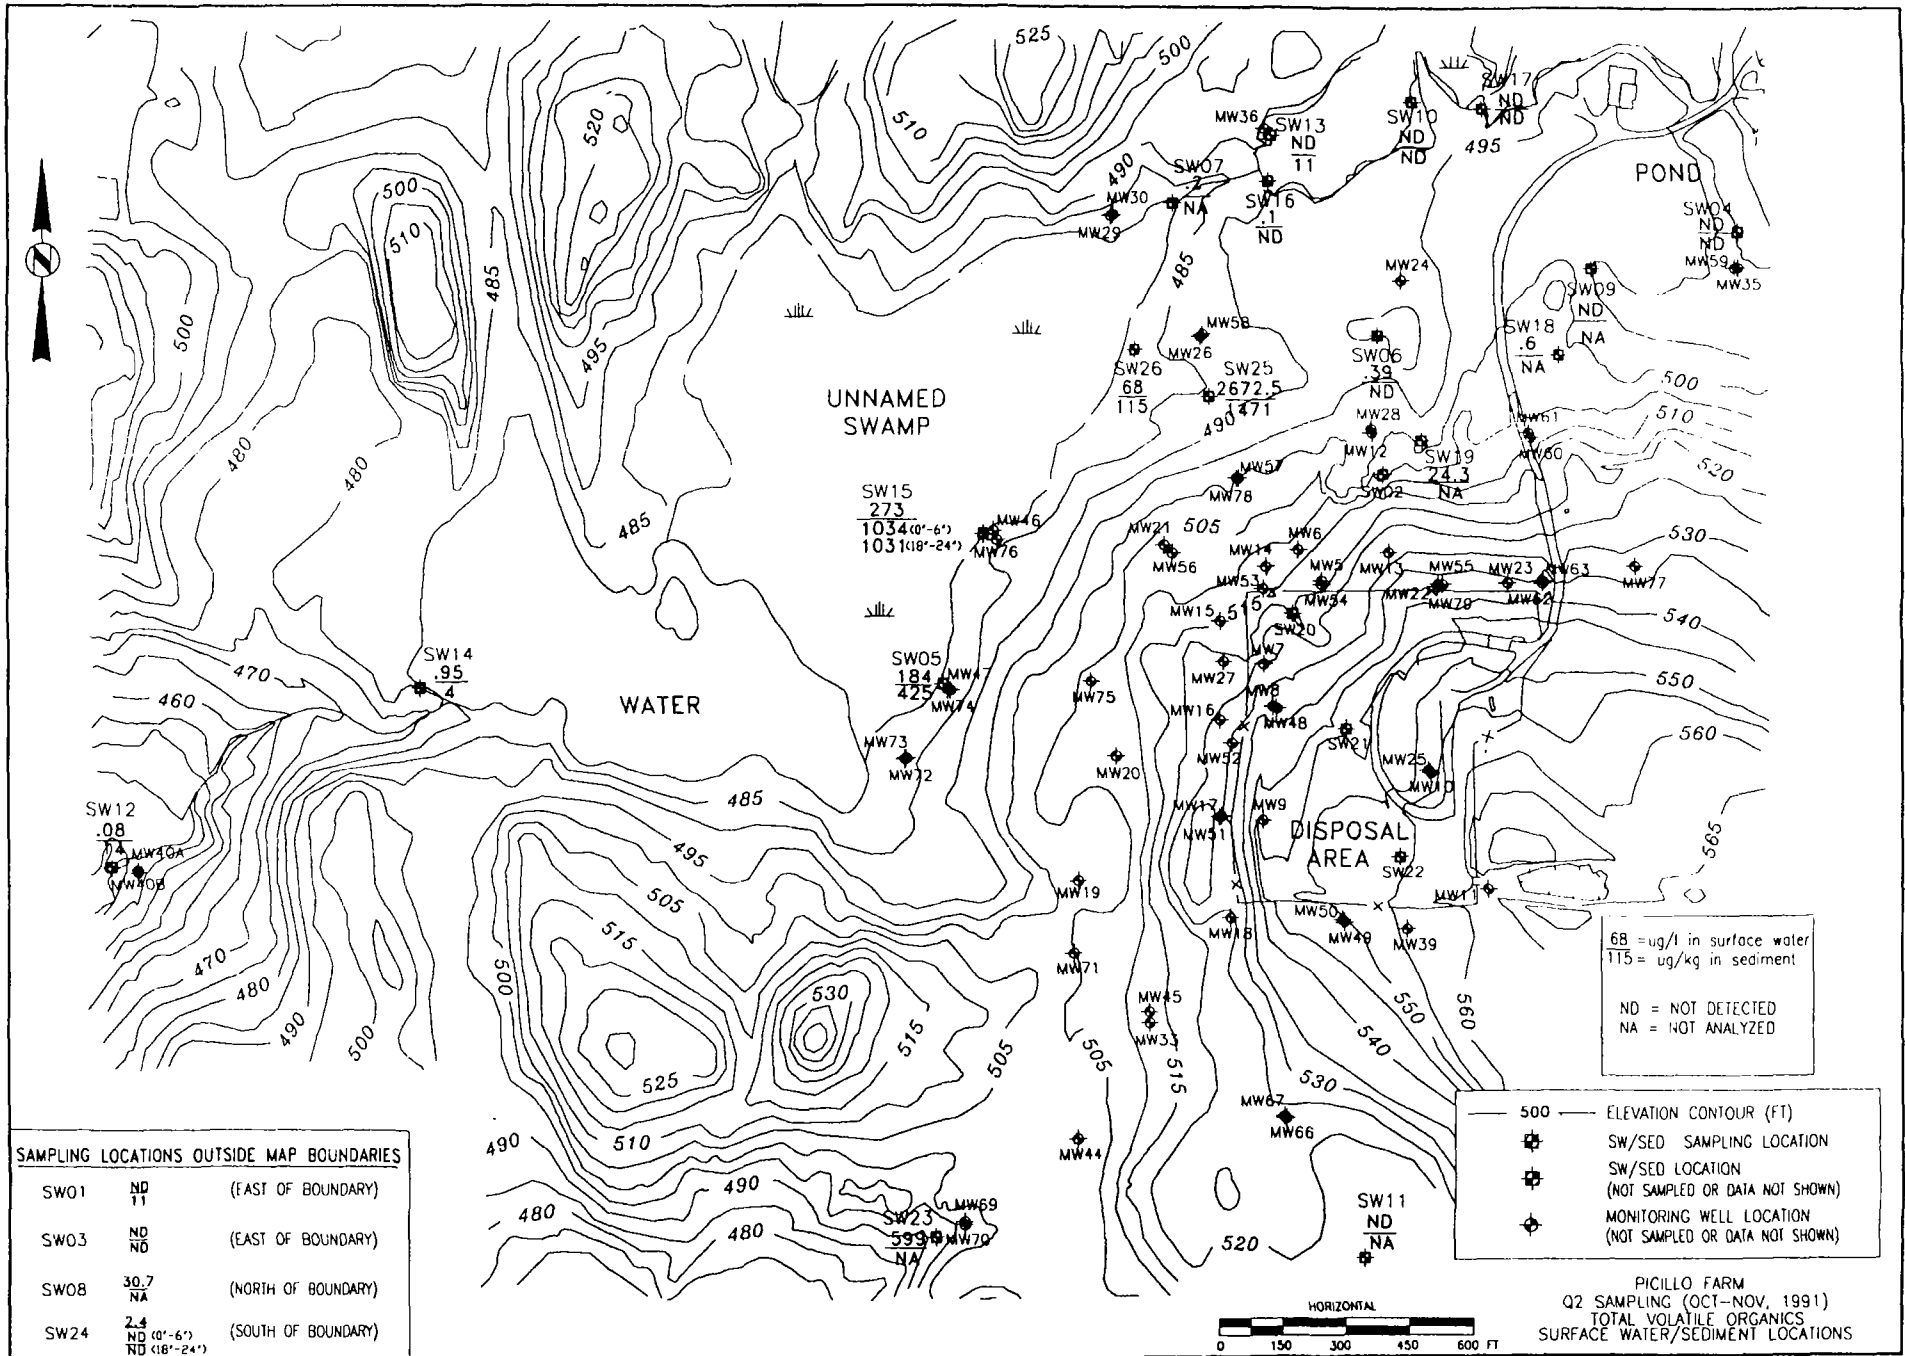 525
500
520
510
SW17
ND
ND
MW36
SW13
ND
11
SW10
ND
ND
495
POND
500
510
490
SW07
.2
NA
MW30
MW29
SW16
.1
ND
SW04
ND
ND
MW59
MW35
485
485
MW24
SW09
ND
NA
500
495
MW58
MW26
SW06
.39
ND
SW18
.6
NA
SW26
68
115
SW25
2672.5
1471
490
500
510
UNNAMED
SWAMP
MW28
MW12
SW19
24.3
NA
SW02
MW61
MW60
520
480
480
485
MW57
MW78
SW15
273
1034(0"-6")
1031(18"-24")
MW46
MW76
505
MW21
MW56
MW14
MW6
MW13
MW53
MW5
MW54
MW55
MW22
MW79
MW23
MW62
MW63
MW77
530
MW15
515
SW20
540
SW14
.95
4
470
460
WATER
SW05
184
425
MW47
MW74
MW75
MW27
MW7
MW8
MW48
MW16
MW52
SW21
550
560
MW73
MW72
MW20
MW25
MW10
485
SW12
.08
14
MW40A
MW40B
495
MW17
MW51
MW9
DISPOSAL
AREA
SW22
565
505
MW19
MW11
MW18
MW50
MW49
MW39
515
500
470
480
490
500
MW71
530
515
505
525
MW45
MW33
505
515
550
560
540
530
68 =ug/l in surface water
115= ug/kg in sediment
ND = NOT DETECTED
NA = NOT ANALYZED
MW67
MW66
510
490
MW44
490
480
480
SW23
599
NA
MW69
MW70
520
SW11
ND
NA
500 ELEVATION CONTOUR (FT)
SW/SED SAMPLING LOCATION
SW/SED LOCATION
(NOT SAMPLED OR DATA NOT SHOWN)
MONITORING WELL LOCATION
(NOT SAMPLED OR DATA NOT SHOWN)
SAMPLING LOCATIONS OUTSIDE MAP BOUNDARIES
SW01 ND 11 (EAST OF BOUNDARY)
SW03 ND ND (EAST OF BOUNDARY)
SW08 30.7 NA (NORTH OF BOUNDARY)
SW24 2.4 ND (0"-6") ND (18"-24") (SOUTH OF BOUNDARY)
HORIZONTAL
0 150 300 450 600 FT
PICILLO FARM
Q2 SAMPLING (OCT-NOV, 1991)
TOTAL VOLATILE ORGANICS
SURFACE WATER/SEDIMENT LOCATIONS